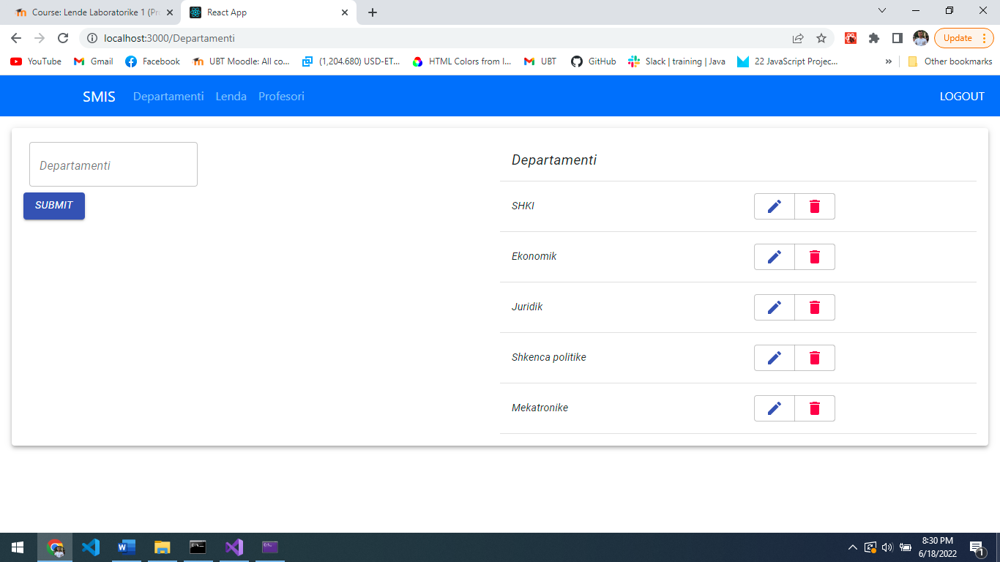 Course: Lende Laboratorike 1 (Pr
React App
localhost:3000/Departamenti
Update
YouTube
Gmail
Facebook
UBT Moodle: All co...
(1,204.680) USD-ET...
HTML Colors from I...
UBT
GitHub
Slack | training | Java
22 JavaScript Projec...
»
Other bookmarks
SMIS
Departamenti
Lenda
Profesori
LOGOUT
Departamenti
SUBMIT
Departamenti
SHKI
Ekonomik
Juridik
Shkenca politike
Mekatronike
8:30 PM
6/18/2022
1